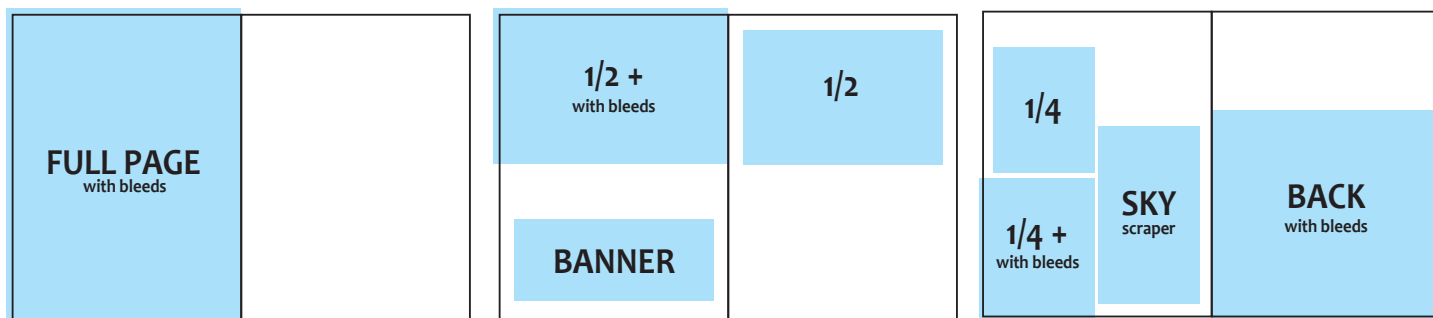 FULL PAGE
with bleeds
1/2 +
with bleeds
1/2
BANNER
1/4
1/4 +
with bleeds
SKY
scraper
BACK
with bleeds